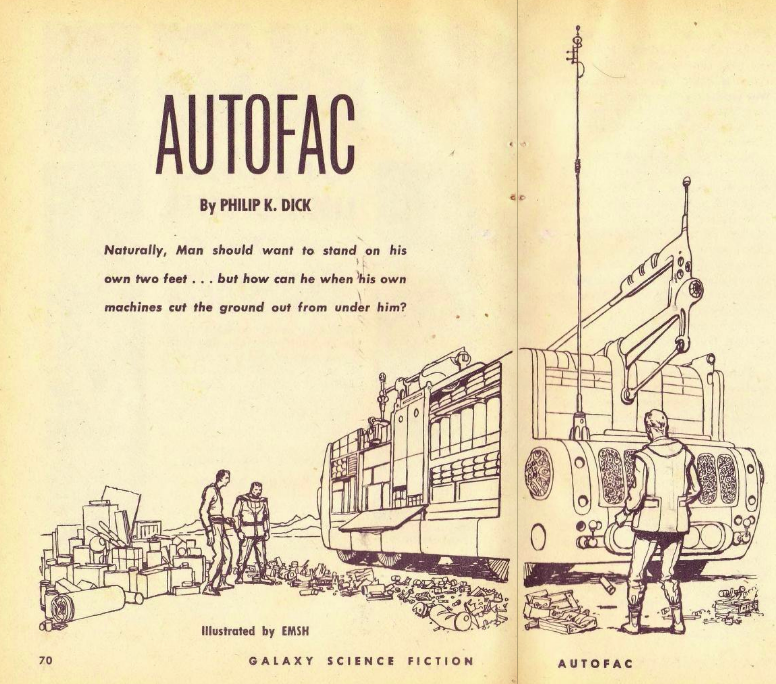 AUTOFAC
By PHILIP K. DICK
Naturally, Man should want to stand on his
own two feet . . . but how can he when his own
machines cut the ground out from under him?
Illustrated by EMSH
70
GALAXY SCIENCE FICTION
AUTOFAC